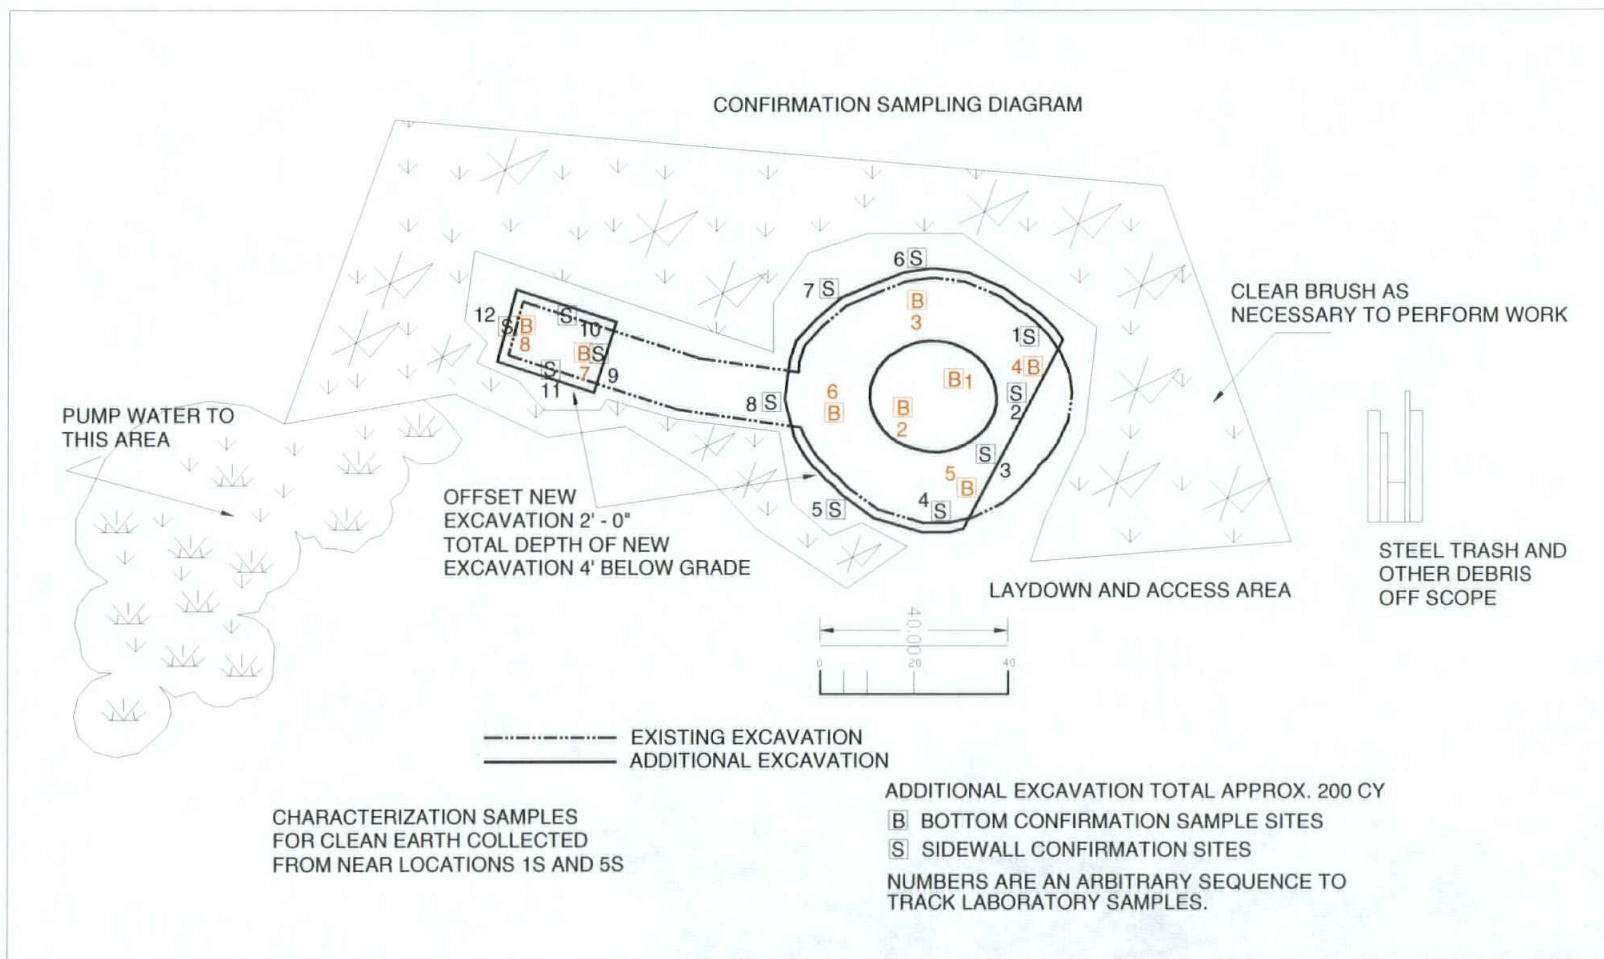 CONFIRMATION SAMPLING DIAGRAM
6 S
7 S
B
3
1 S
CLEAR BRUSH AS
NECESSARY TO PERFORM WORK
12 S
B
8
S
10
B
7
S
9
S
11
4 B
B 1
S
2
6
B
8 S
B
2
S
3
5
B
4
S
5 S
PUMP WATER TO
THIS AREA
OFFSET NEW
EXCAVATION 2' - 0"
TOTAL DEPTH OF NEW
EXCAVATION 4' BELOW GRADE
STEEL TRASH AND
OTHER DEBRIS
OFF SCOPE
LAYDOWN AND ACCESS AREA
40.00
0 20 40
EXISTING EXCAVATION
ADDITIONAL EXCAVATION
CHARACTERIZATION SAMPLES
FOR CLEAN EARTH COLLECTED
FROM NEAR LOCATIONS 1S AND 5S
ADDITIONAL EXCAVATION TOTAL APPROX. 200 CY
B BOTTOM CONFIRMATION SAMPLE SITES
S SIDEWALL CONFIRMATION SITES
NUMBERS ARE AN ARBITRARY SEQUENCE TO
TRACK LABORATORY SAMPLES.